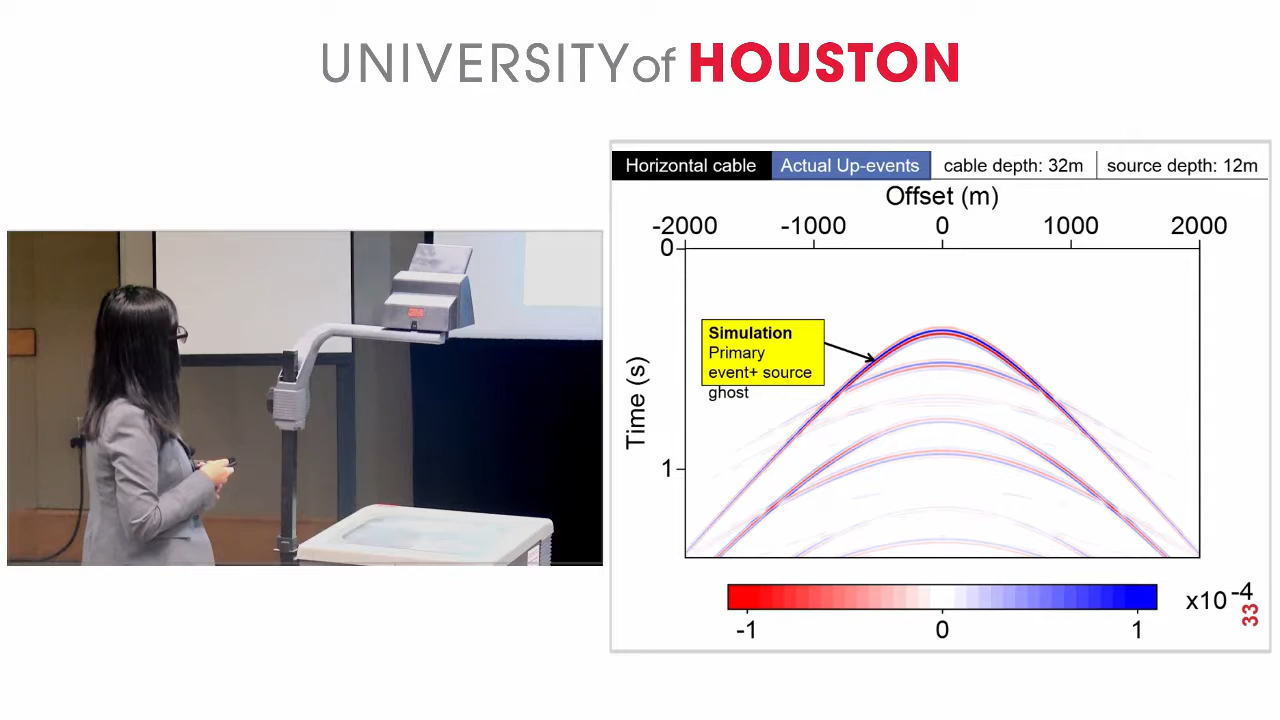 UNIVERSITY of HOUSTON
Horizontal cable Actual Up-events cable depth: 32m source depth: 12m
Offset (m)
-2000 -1000 0 1000 2000
0
Simulation
Primary
event+ source
ghost
Time (s)
1
x10 -4
-1 0 1
33